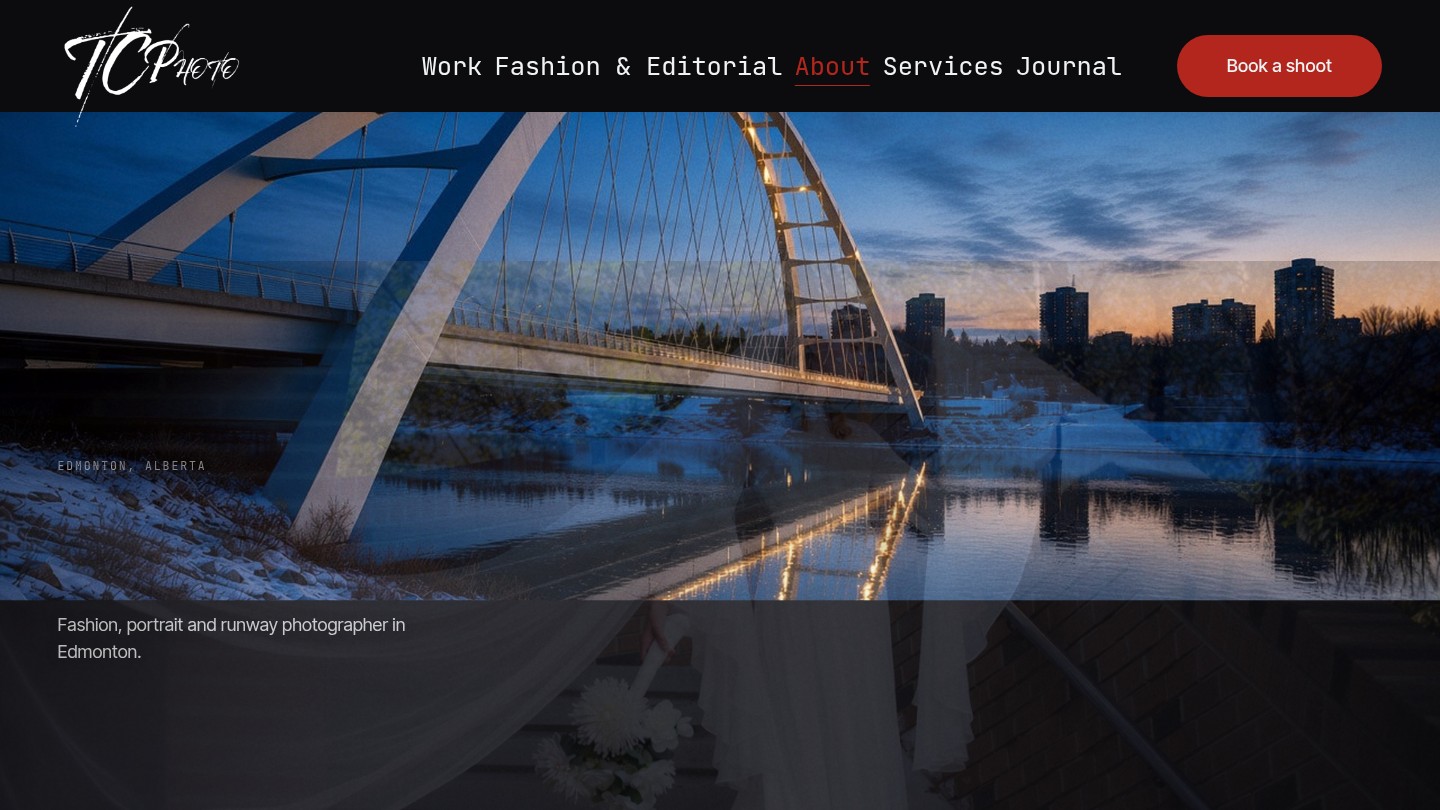 TCPHOTO
Work Fashion & Editorial About Services Journal
Book a shoot
EDMONTON, ALBERTA
Fashion, portrait and runway photographer in
Edmonton.